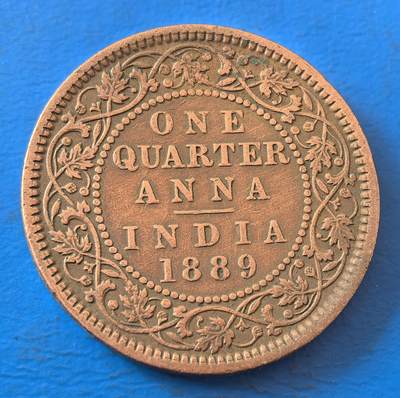 ONE
QUARTER
ANNA
INDIA
1889